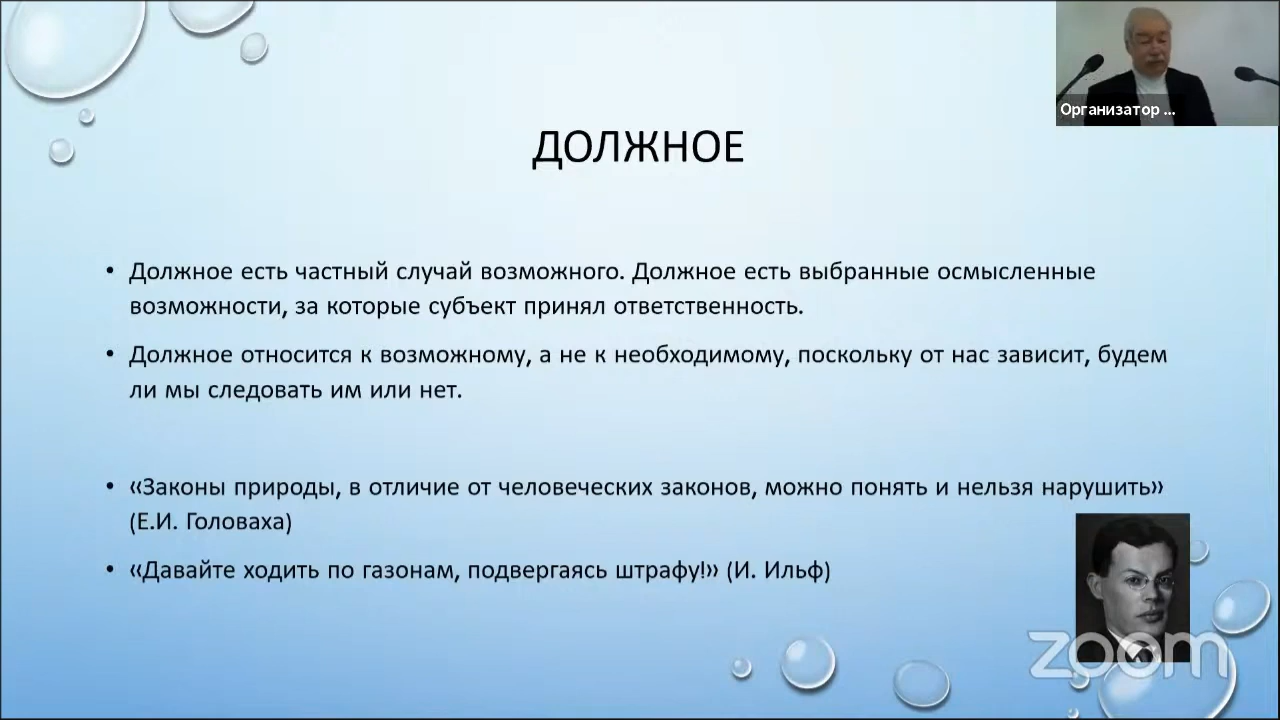 Организатор ...
ДОЛЖНОЕ
• Должное есть частный случай возможного. Должное есть выбранные осмысленные
возможности, за которые субъект принял ответственность.
• Должное относится к возможному, а не к необходимому, поскольку от нас зависит, будем
ли мы следовать им или нет.
• «Законы природы, в отличие от человеческих законов, можно понять и нельзя нарушить»
(Е.И. Головаха)
• «Давайте ходить по газонам, подвергаясь штрафу!» (И. Ильф)
zoom